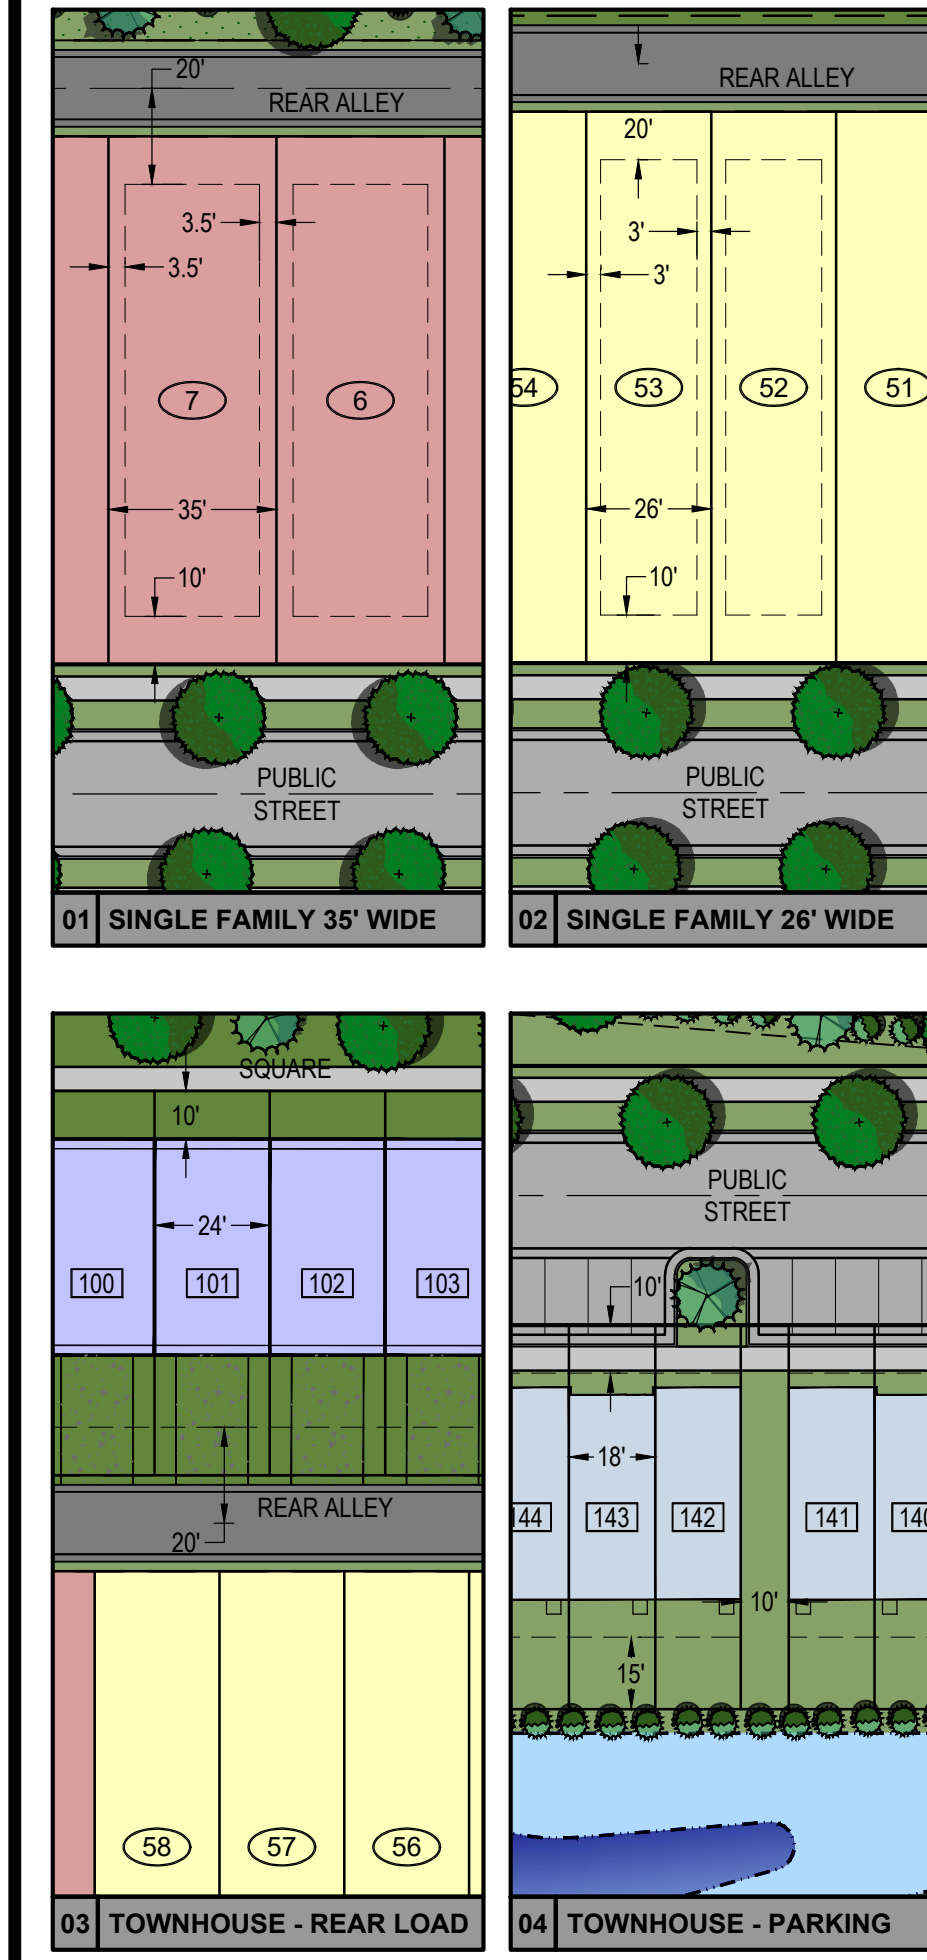 20'
REAR ALLEY
3.5'
3.5'
7
6
35'
10'
PUBLIC
STREET
01 SINGLE FAMILY 35' WIDE
REAR ALLEY
20'
3'
3'
54
53
52
51
26'
10'
PUBLIC
STREET
02 SINGLE FAMILY 26' WIDE
SQUARE
10'
24'
100
101
102
103
REAR ALLEY
20'
58
57
56
03 TOWNHOUSE - REAR LOAD
PUBLIC
STREET
10'
18'
144
143
142
141
140
10'
15'
04 TOWNHOUSE - PARKING